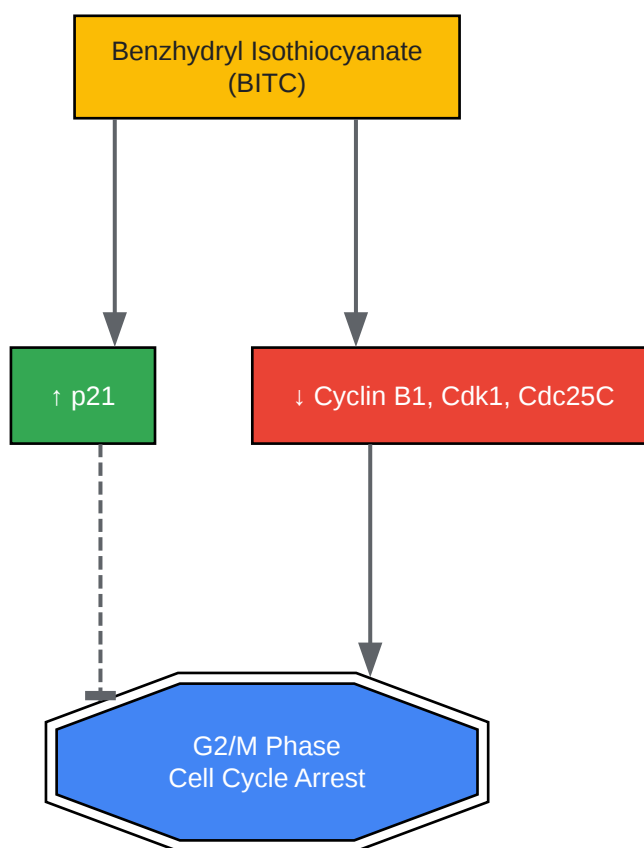 Benzhydryl Isothiocyanate
(BITC)
↑ p21
↓ Cyclin B1, Cdk1, Cdc25C
G2/M Phase
Cell Cycle Arrest